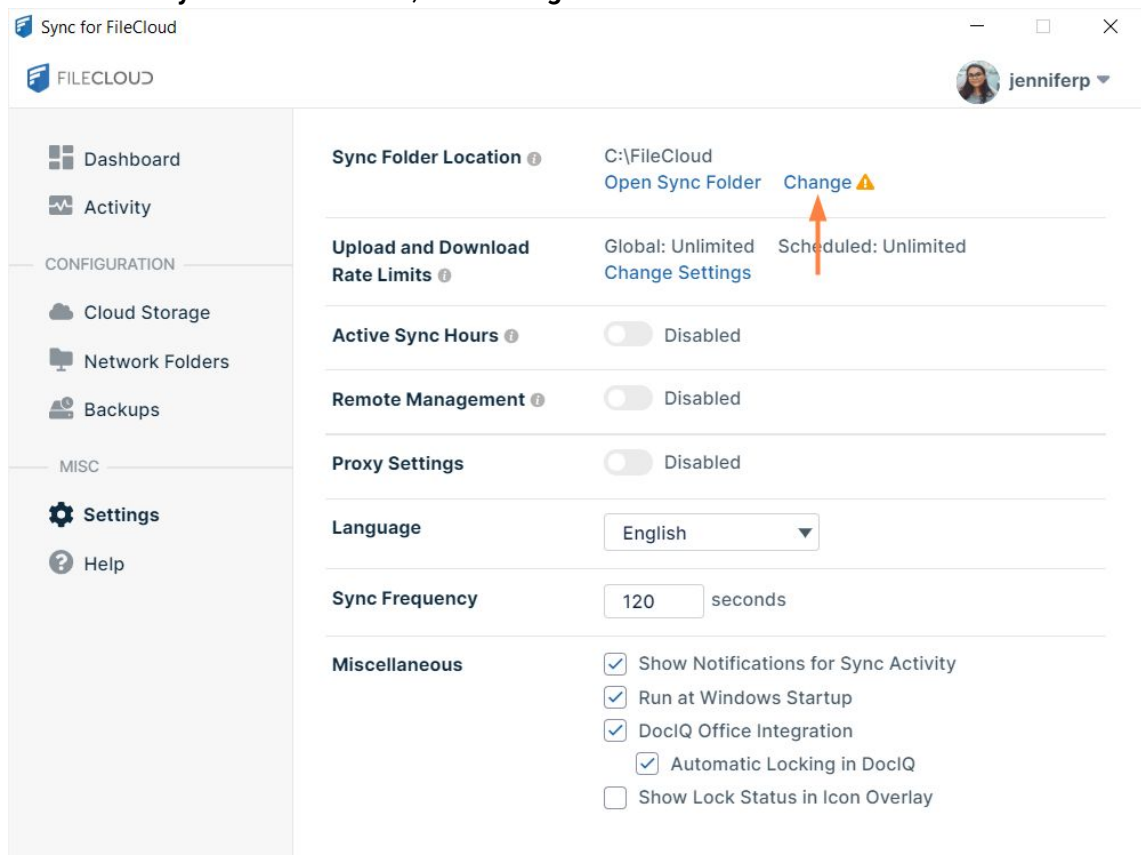 Sync for FileCloud
FILECLOUD
jenniferp
Dashboard
Activity
CONFIGURATION
Cloud Storage
Network Folders
Backups
MISC
Settings
Help
Sync Folder Location
C:\FileCloud
Open Sync Folder Change
Upload and Download
Rate Limits
Global: Unlimited Scheduled: Unlimited
Change Settings
Active Sync Hours
Disabled
Remote Management
Disabled
Proxy Settings
Disabled
Language
English
Sync Frequency
120 seconds
Miscellaneous
Show Notifications for Sync Activity
Run at Windows Startup
DocIQ Office Integration
Automatic Locking in DocIQ
Show Lock Status in Icon Overlay